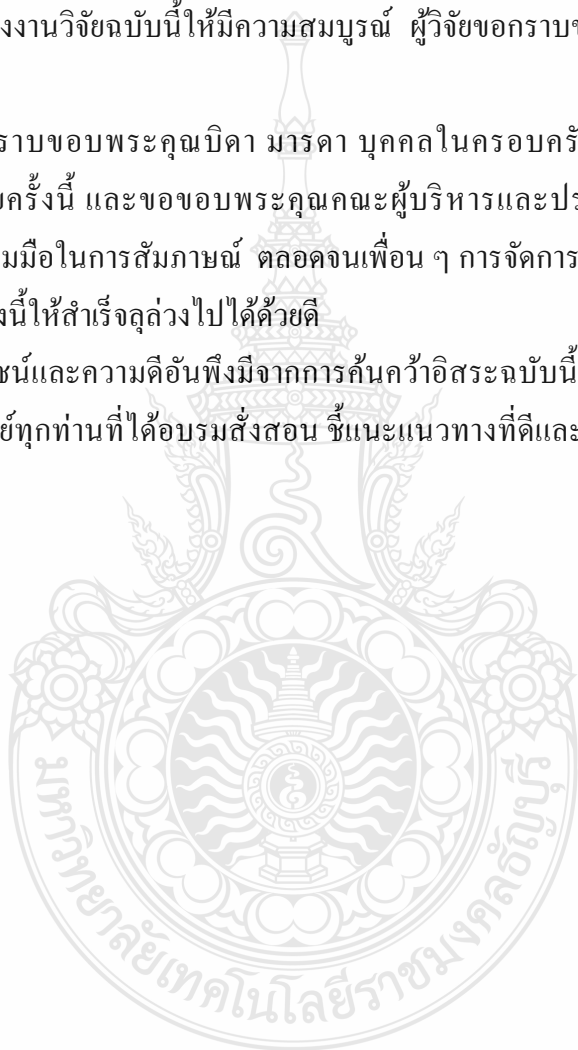 งงานวิจัยฉบับนี้ให้มีความสมบูรณ์ ผู้วิจัยขอกราบข
ราบขอบพระคุณบิดา มารดา บุคคลในครอบครั
ยครั้งนี้ และขอขอบพระคุณคณะผู้บริหารและปร
มมือในการสัมภาษณ์ ตลอดจนเพื่อน ๆ การจัดการ
งนี้ให้สำเร็จลุล่วงไปได้ด้วยดี
ชน์และความดีอันพึงมีจากการค้นคว้าอิสระฉบับนี้
ย์ทุกท่านที่ได้อบรมสั่งสอน ชี้แนะแนวทางที่ดีและ
มหาวิทยาลัยเทคโนโลยีราชมงคลธัญบุรี